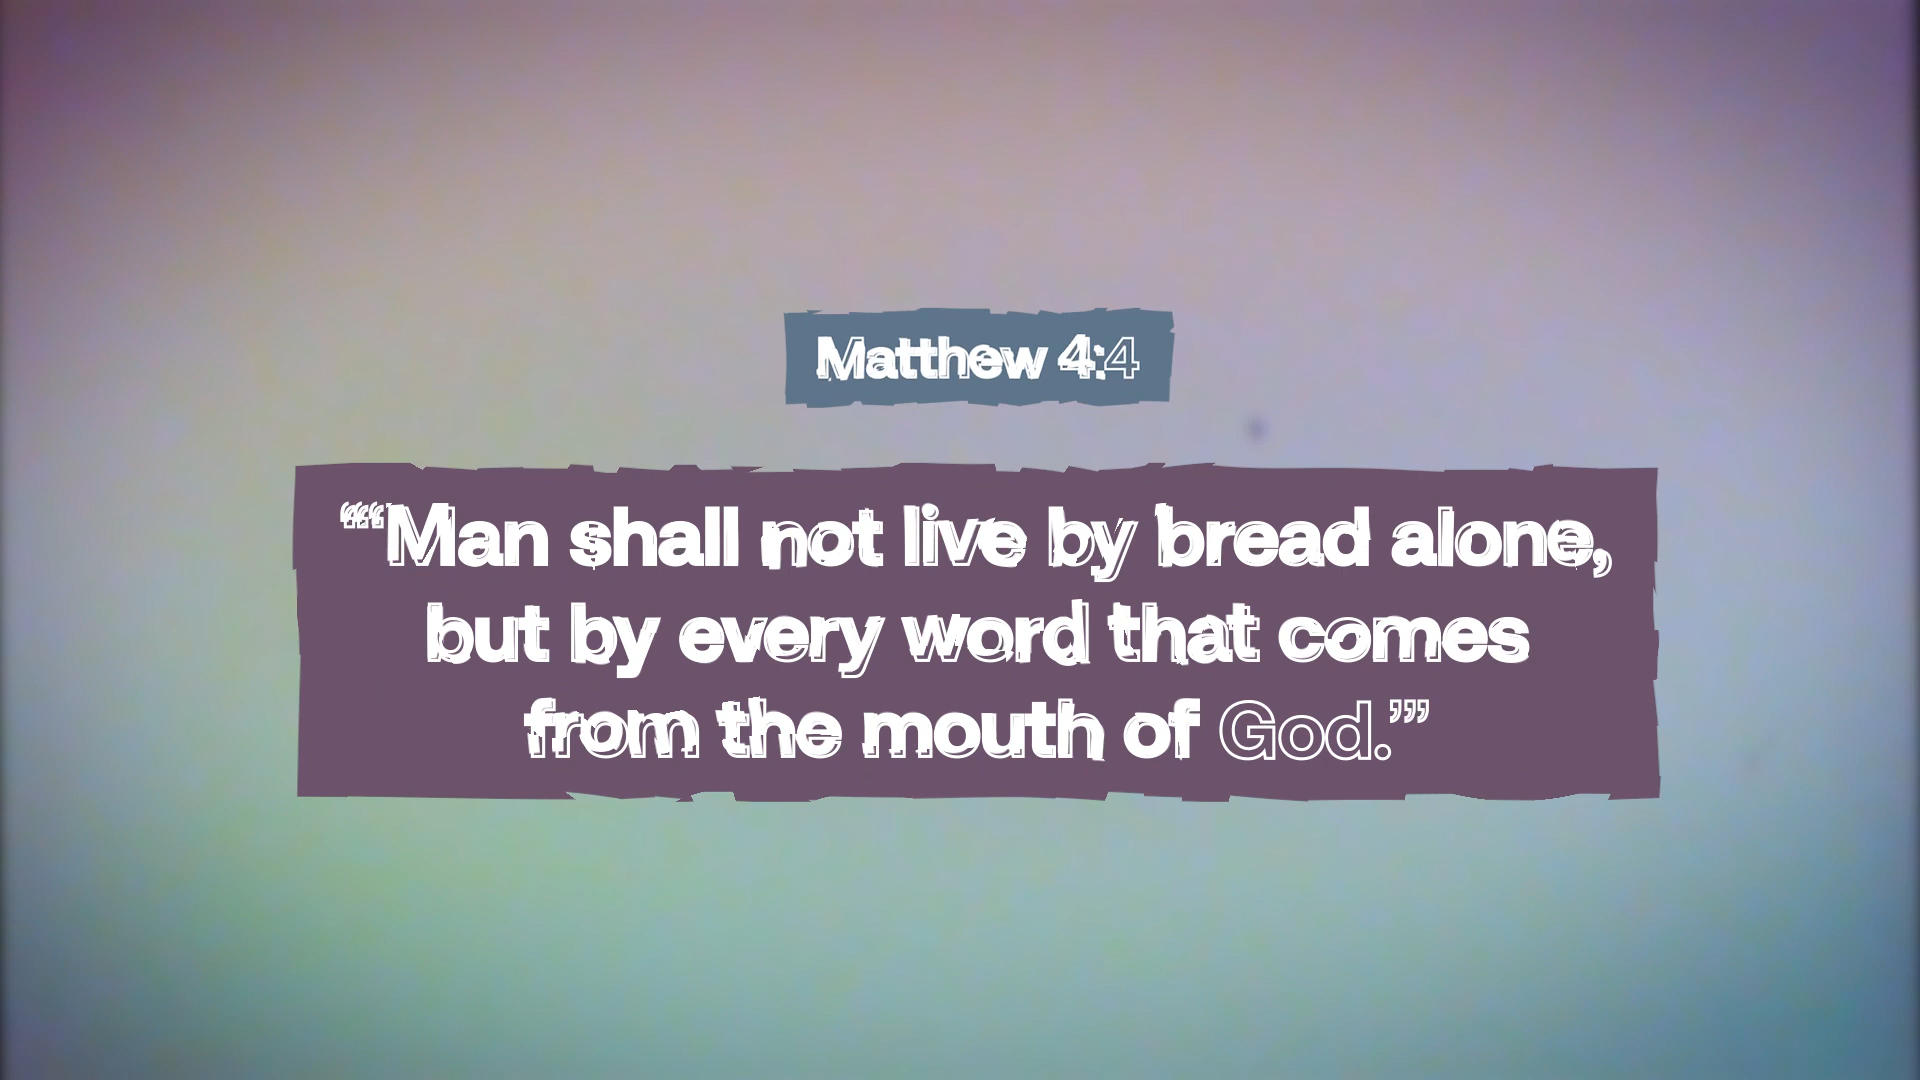 Matthew 4:4
“‘“Man shall not live by bread alone,
but by every word that comes
from the mouth of God.”’”